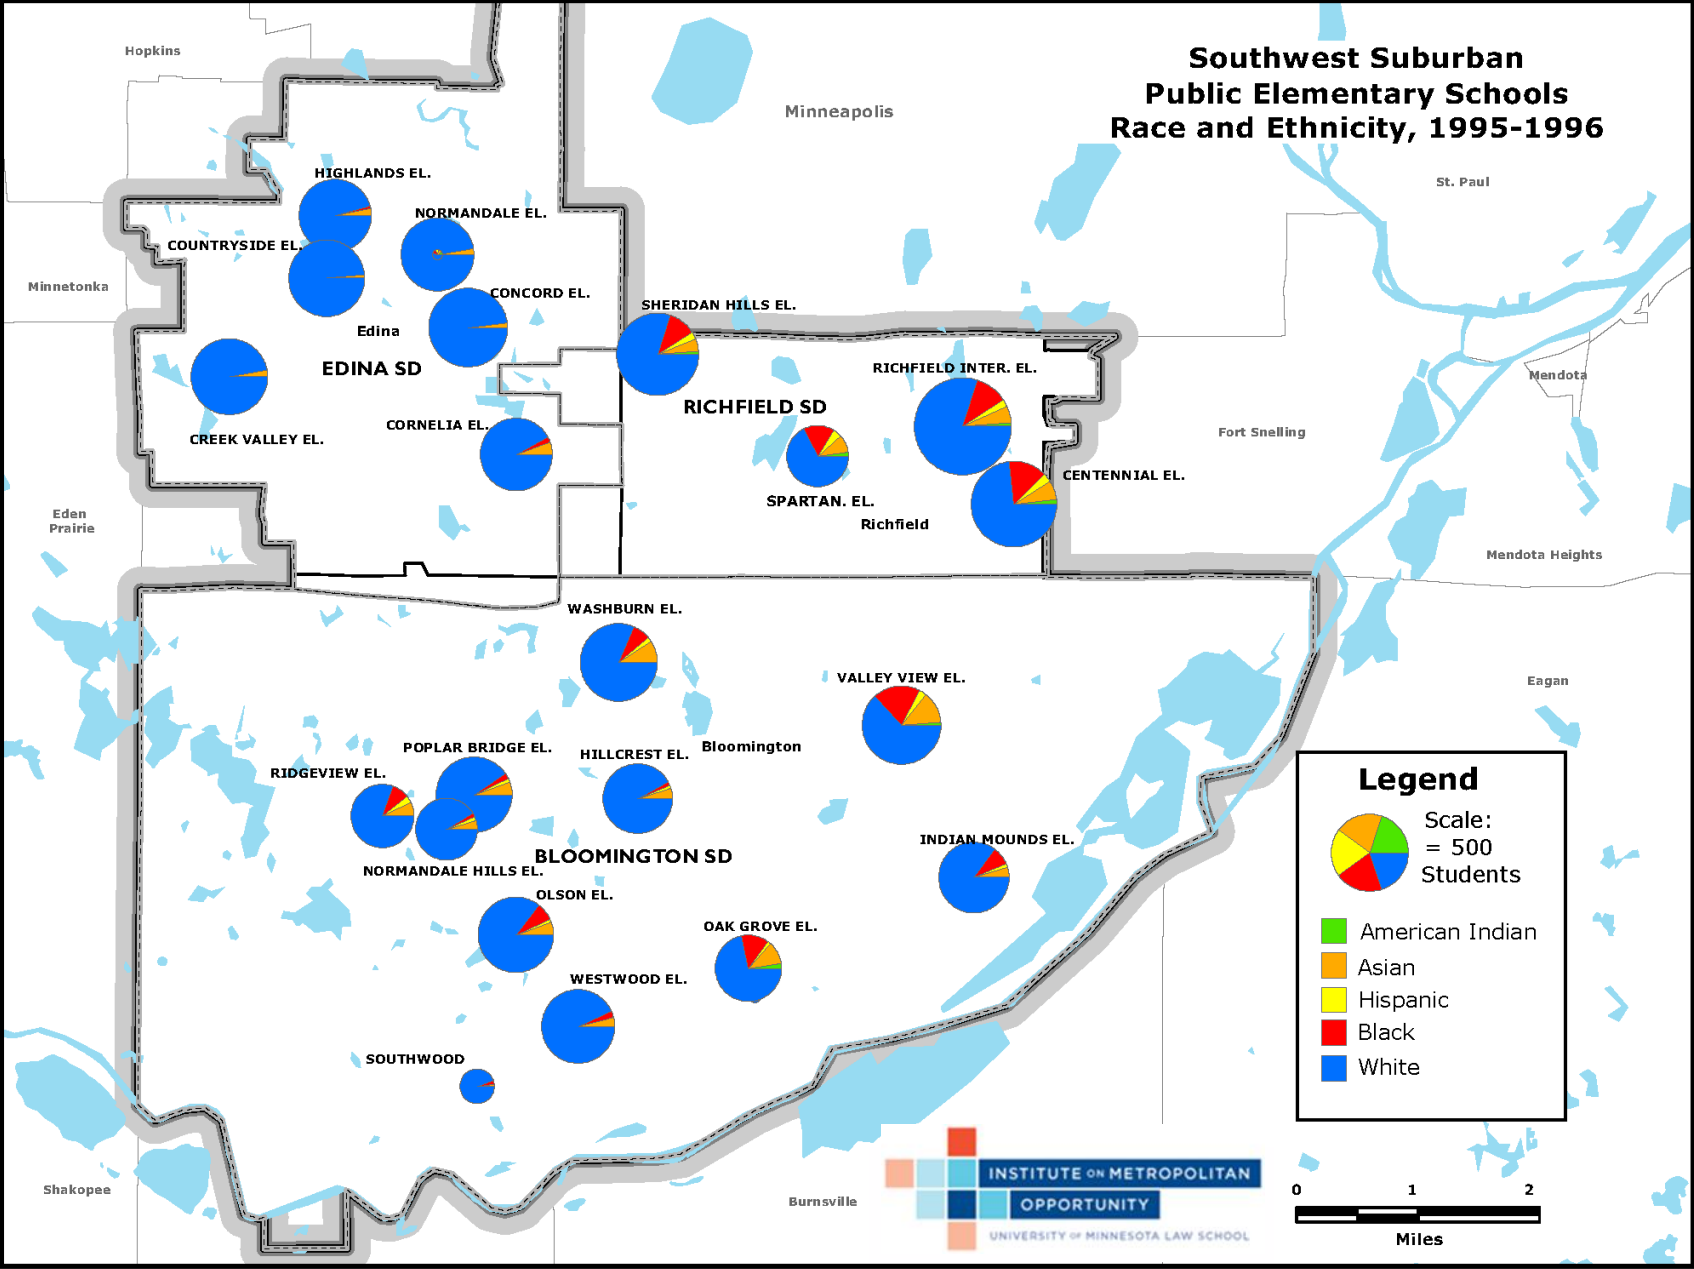 Southwest Suburban
Public Elementary Schools
Race and Ethnicity, 1995-1996
Hopkins
Minneapolis
St. Paul
HIGHLANDS EL.
NORMANDALE EL.
COUNTRYSIDE EL.
Minnetonka
CONCORD EL.
SHERIDAN HILLS EL.
Edina
EDINA SD
RICHFIELD INTER. EL.
Mendota
RICHFIELD SD
CORNELIA EL.
CREEK VALLEY EL.
Fort Snelling
CENTENNIAL EL.
SPARTAN. EL.
Richfield
Eden
Prairie
Mendota Heights
WASHBURN EL.
VALLEY VIEW EL.
Eagan
POPLAR BRIDGE EL.
HILLCREST EL.
Bloomington
RIDGEVIEW EL.
INDIAN MOUNDS EL.
BLOOMINGTON SD
NORMANDALE HILLS EL.
OLSON EL.
OAK GROVE EL.
WESTWOOD EL.
SOUTHWOOD
Shakopee
Burnsville
Legend
Scale:
= 500
Students
American Indian
Asian
Hispanic
Black
White
INSTITUTE ON METROPOLITAN
OPPORTUNITY
UNIVERSITY OF MINNESOTA LAW SCHOOL
0 1 2
Miles